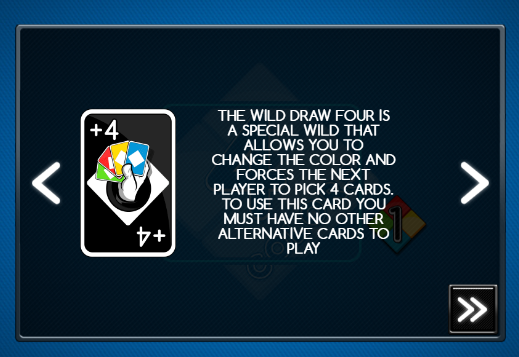 +4
THE WILD DRAW FOUR IS
A SPECIAL WILD THAT
ALLOWS YOU TO
CHANGE THE COLOR AND
FORCES THE NEXT
PLAYER TO PICK 4 CARDS.
TO USE THIS CARD YOU
MUST HAVE NO OTHER
ALTERNATIVE CARDS TO
PLAY
1
+4